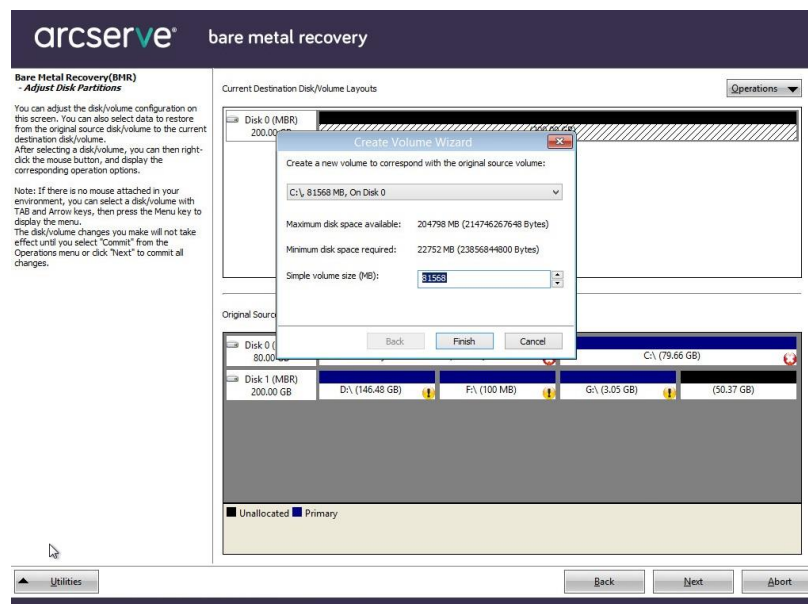 arcserve® bare metal recovery
Bare Metal Recovery(BMR)
- Adjust Disk Partitions
You can adjust the disk/volume configuration on
this screen. You can also select data to restore
from the original source disk/volume to the current
destination disk/volume.
After selecting a disk/volume, you can then right-
click the mouse button, and display the
corresponding operation options.
Note: If there is no mouse attached in your
environment, you can select a disk/volume with
TAB and Arrow keys, then press the Menu key to
display the menu.
The disk/volume changes you make will not take
effect until you select "Commit" from the
Operations menu or click "Next" to commit all
changes.
Current Destination Disk/Volume Layouts
Operations
Disk 0 (MBR)
200.00
Create Volume Wizard
Create a new volume to correspond with the original source volume:
C:\, 81568 MB, On Disk 0
Maximum disk space available: 204798 MB (214746267648 Bytes)
Minimum disk space required: 22752 MB (23856844800 Bytes)
Simple volume size (MB): 81568
Back Finish Cancel
Original Sourc
Disk 0 (
80.00
C:\ (79.66 GB)
Disk 1 (MBR)
200.00 GB
D:\ (146.48 GB)
F:\ (100 MB)
G:\ (3.05 GB)
(50.37 GB)
Unallocated Primary
Utilities
Back Next Abort